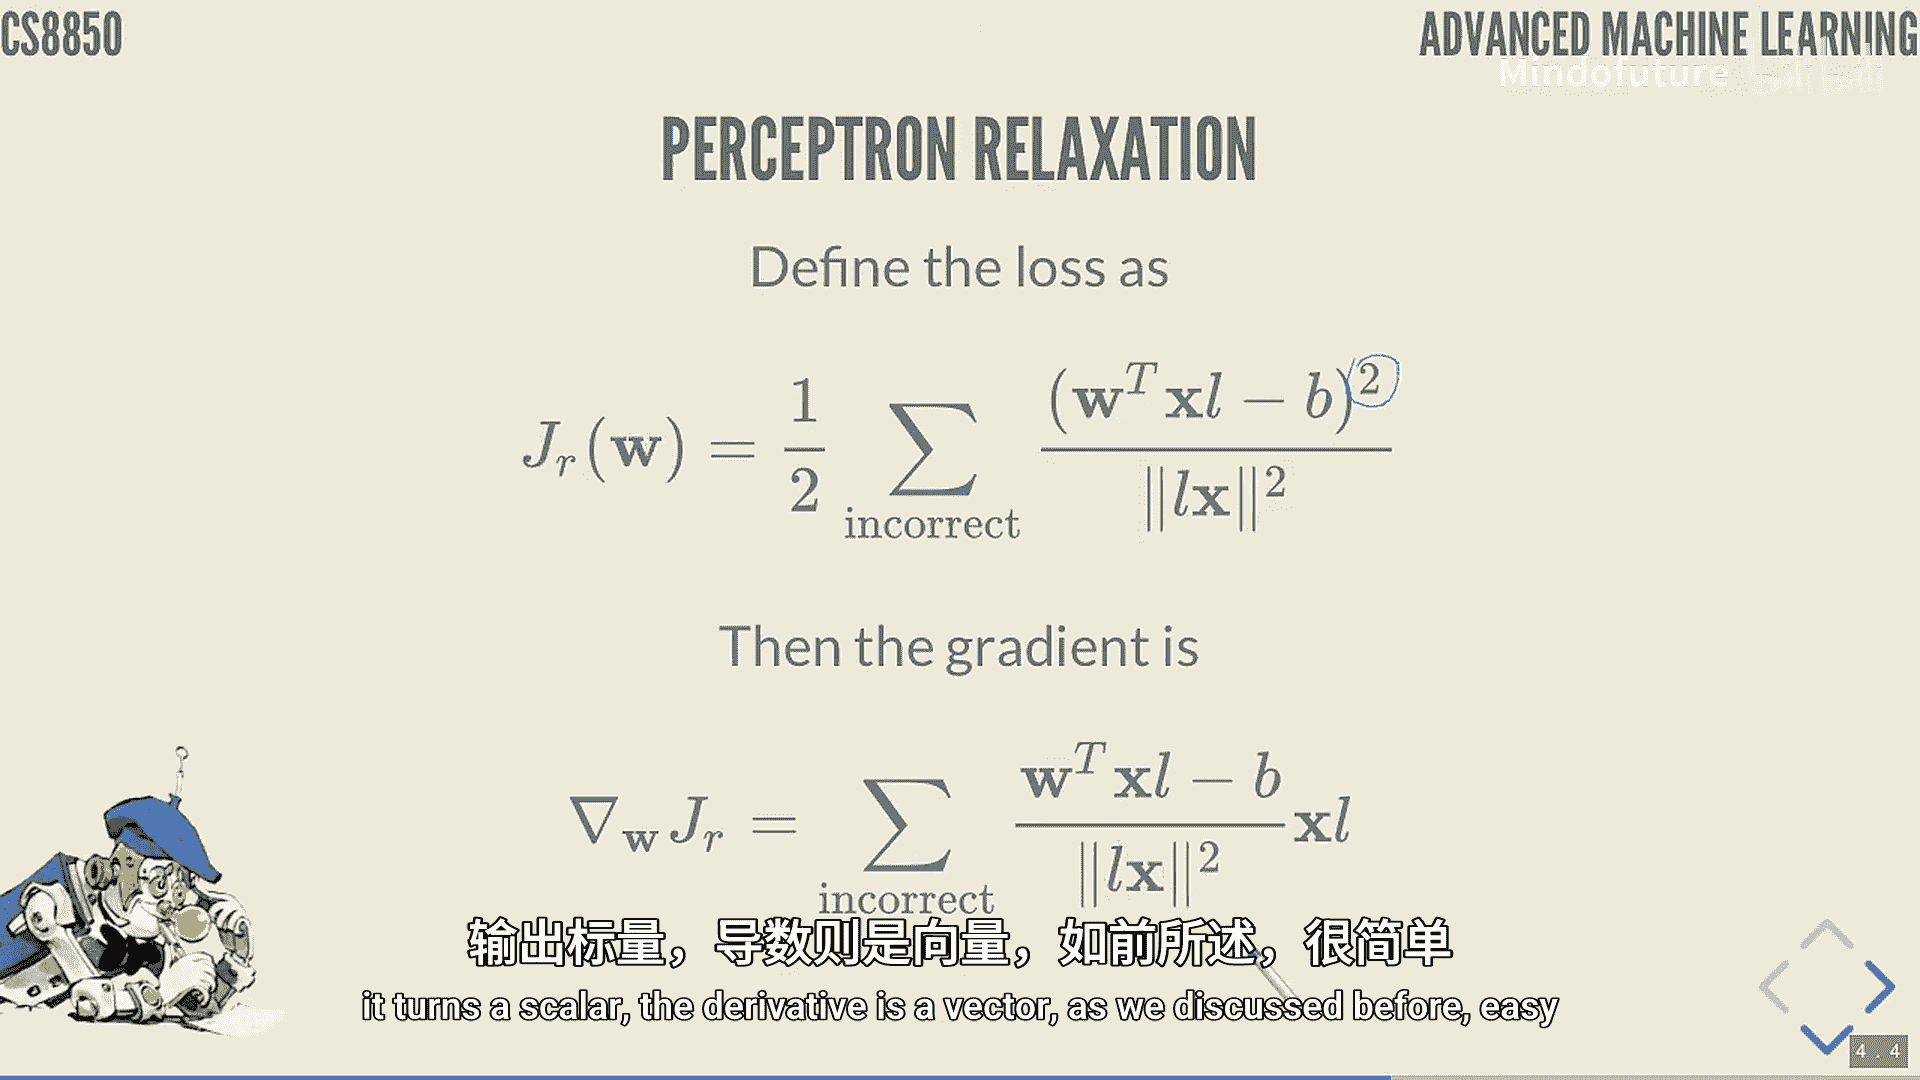 CS8850
ADVANCED MACHINE LEARNING
Mindofuture bilibili
PERCEPTRON RELAXATION
Define the loss as
J_r(w) = 1/2 ∑_{incorrect} (w^T xl − b)^2 / ‖lx‖^2
Then the gradient is
∇_w J_r = ∑_{incorrect} (w^T xl − b) / ‖lx‖^2 xl
输出标量，导数则是向量，如前所述，很简单
it turns a scalar, the derivative is a vector, as we discussed before, easy
4.4